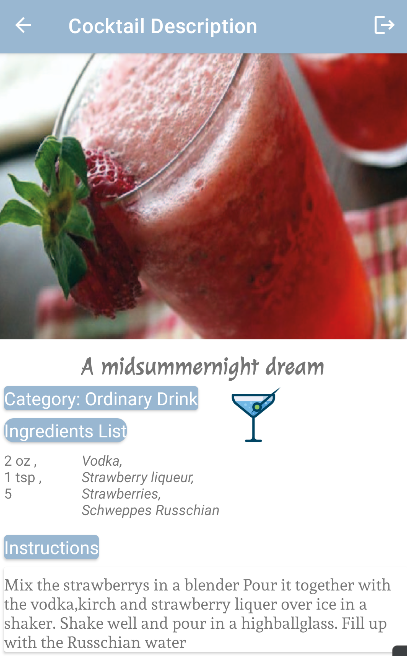 Cocktail Description
A midsummernight dream
Category: Ordinary Drink
Ingredients List
2 oz , Vodka,
1 tsp , Strawberry liqueur,
5 Strawberries,
Schweppes Russchian
Instructions
Mix the strawberrys in a blender Pour it together with
the vodka,kirch and strawberry liquer over ice in a
shaker. Shake well and pour in a highballglass. Fill up
with the Russchian water